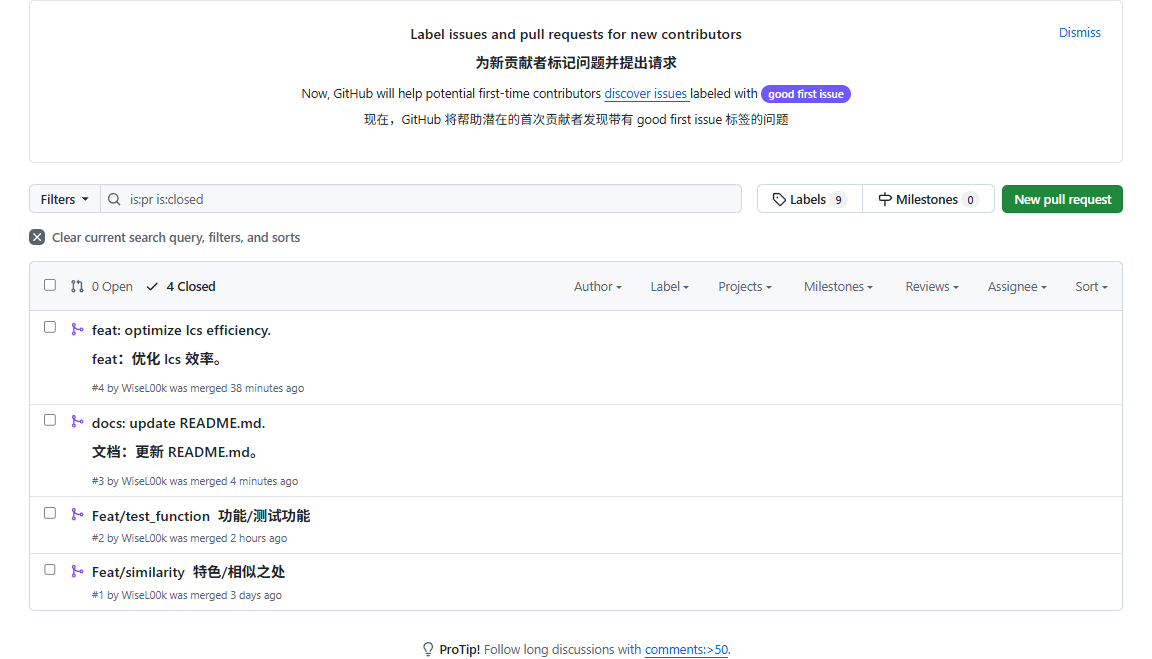 Label issues and pull requests for new contributors
Dismiss
为新贡献者标记问题并提出请求
Now, GitHub will help potential first-time contributors discover issues labeled with good first issue
现在，GitHub 将帮助潜在的首次贡献者发现带有 good first issue 标签的问题
Filters is:pr is:closed Labels 9 Milestones 0 New pull request
Clear current search query, filters, and sorts
0 Open 4 Closed Author Label Projects Milestones Reviews Assignee Sort
feat: optimize lcs efficiency.
feat：优化 lcs 效率。
#4 by WiseL00k was merged 38 minutes ago
docs: update README.md.
文档：更新 README.md。
#3 by WiseL00k was merged 4 minutes ago
Feat/test_function 功能/测试功能
#2 by WiseL00k was merged 2 hours ago
Feat/similarity 特色/相似之处
#1 by WiseL00k was merged 3 days ago
ProTip! Follow long discussions with comments:>50.